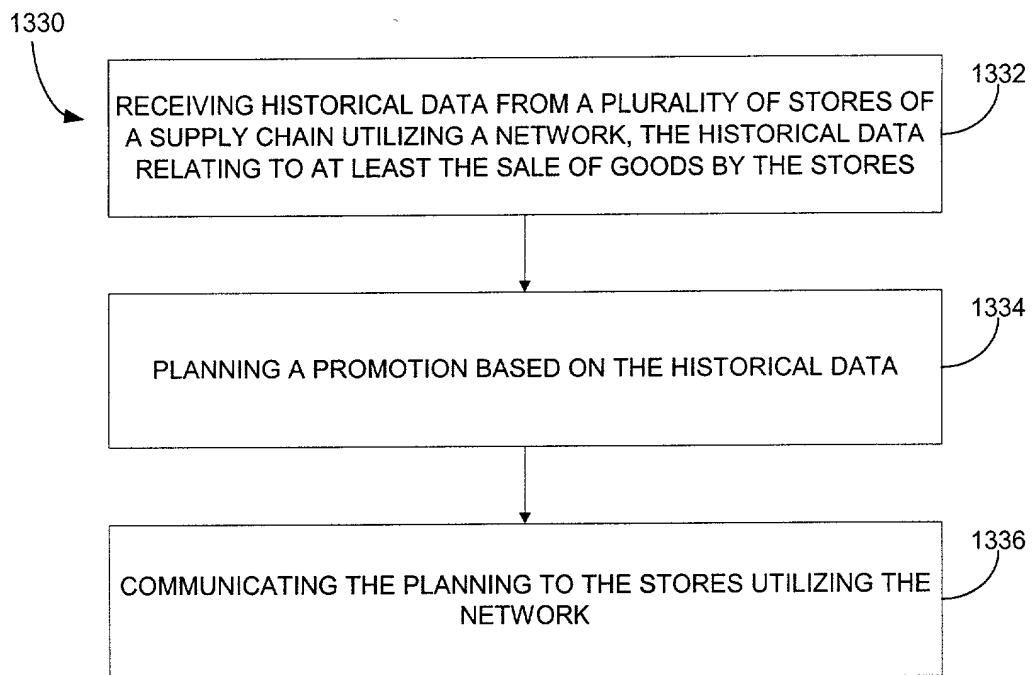 1330
1332
RECEIVING HISTORICAL DATA FROM A PLURALITY OF STORES OF
A SUPPLY CHAIN UTILIZING A NETWORK, THE HISTORICAL DATA
RELATING TO AT LEAST THE SALE OF GOODS BY THE STORES
1334
PLANNING A PROMOTION BASED ON THE HISTORICAL DATA
1336
COMMUNICATING THE PLANNING TO THE STORES UTILIZING THE
NETWORK